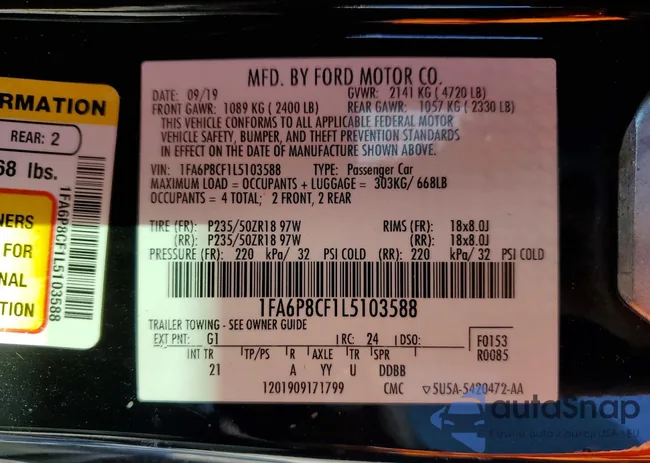 MFD. BY FORD MOTOR CO.
DATE: 09/19 GVWR: 2141 KG ( 4720 LB)
FRONT GAWR: 1089 KG ( 2400 LB) REAR GAWR: 1057 KG ( 2330 LB)
THIS VEHICLE CONFORMS TO ALL APPLICABLE FEDERAL MOTOR
VEHICLE SAFETY, BUMPER, AND THEFT PREVENTION STANDARDS
IN EFFECT ON THE DATE OF MANUFACTURE SHOWN ABOVE.
VIN: 1FA6P8CF1L5103588 TYPE: Passenger Car
MAXIMUM LOAD = OCCUPANTS + LUGGAGE = 303KG/ 668LB
OCCUPANTS = 4 TOTAL; 2 FRONT, 2 REAR
TIRE (FR): P235/50ZR18 97W RIMS (FR): 18x8.0J
(RR): P235/50ZR18 97W (RR): 18x8.0J
PRESSURE (FR): 220 kPa/ 32 PSI COLD (RR): 220 kPa/ 32 PSI COLD
1FA6P8CF1L5103588
TRAILER TOWING - SEE OWNER GUIDE
EXT PNT: G1 RC: 24 DSO: F0153
INT TR TP/PS R AXLE TR SPR R0085
21 A YY U DDBB
1201909171799 CMC ▽5U5A-5420472-AA
ORMATION
REAR: 2
68 lbs.
NERS
FOR
NAL
TION
1FA6P8CF1L5103588
autoSnap